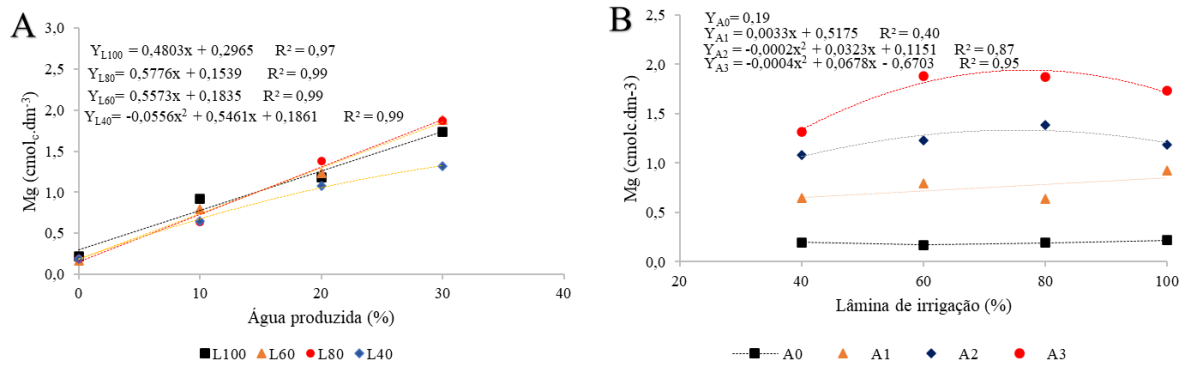 A
Y_L100 = 0,4803x + 0,2965 R² = 0,97
Y_L80 = 0,5776x + 0,1539 R² = 0,99
Y_L60 = 0,5573x + 0,1835 R² = 0,99
Y_L40 = -0,0556x² + 0,5461x + 0,1861 R² = 0,99
Mg (cmol_c.dm⁻³)
3,0
2,5
2,0
1,5
1,0
0,5
0,0
0 10 20 30 40
Água produzida (%)
L100 L60 L80 L40
B
Y_A0= 0,19
Y_A1= 0,0033x + 0,5175 R² = 0,40
Y_A2= -0,0002x² + 0,0323x + 0,1151 R² = 0,87
Y_A3= -0,0004x² + 0,0678x - 0,6703 R² = 0,95
Mg (cmolc.dm-3)
2,5
2,0
1,5
1,0
0,5
0,0
20 40 60 80 100
Lâmina de irrigação (%)
A0 A1 A2 A3